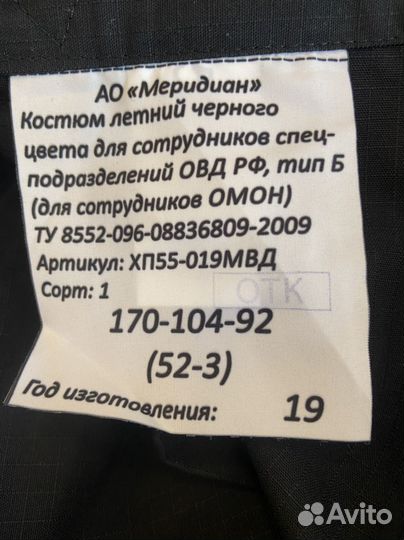 АО «Меридиан»
Костюм летний черного
цвета для сотрудников спец-
подразделений ОВД РФ, тип Б
(для сотрудников ОМОН)
ТУ 8552-096-08836809-2009
Артикул: ХП55-019МВД
Сорт: 1
ОТК
170-104-92
(52-3)
Год изготовления: 19
Avito